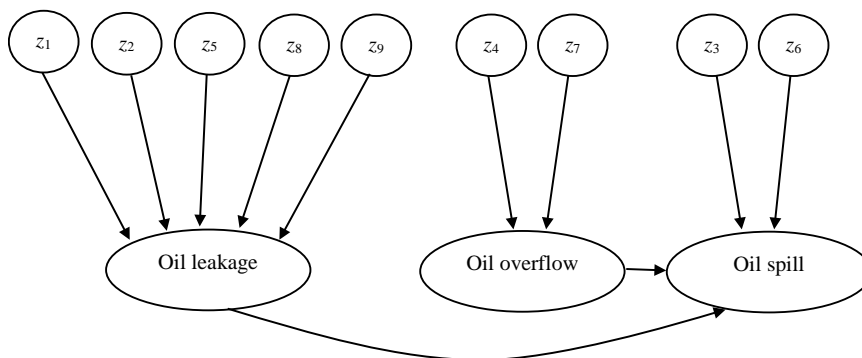 z1 z2 z5 z8 z9 z4 z7 z3 z6
Oil leakage Oil overflow Oil spill